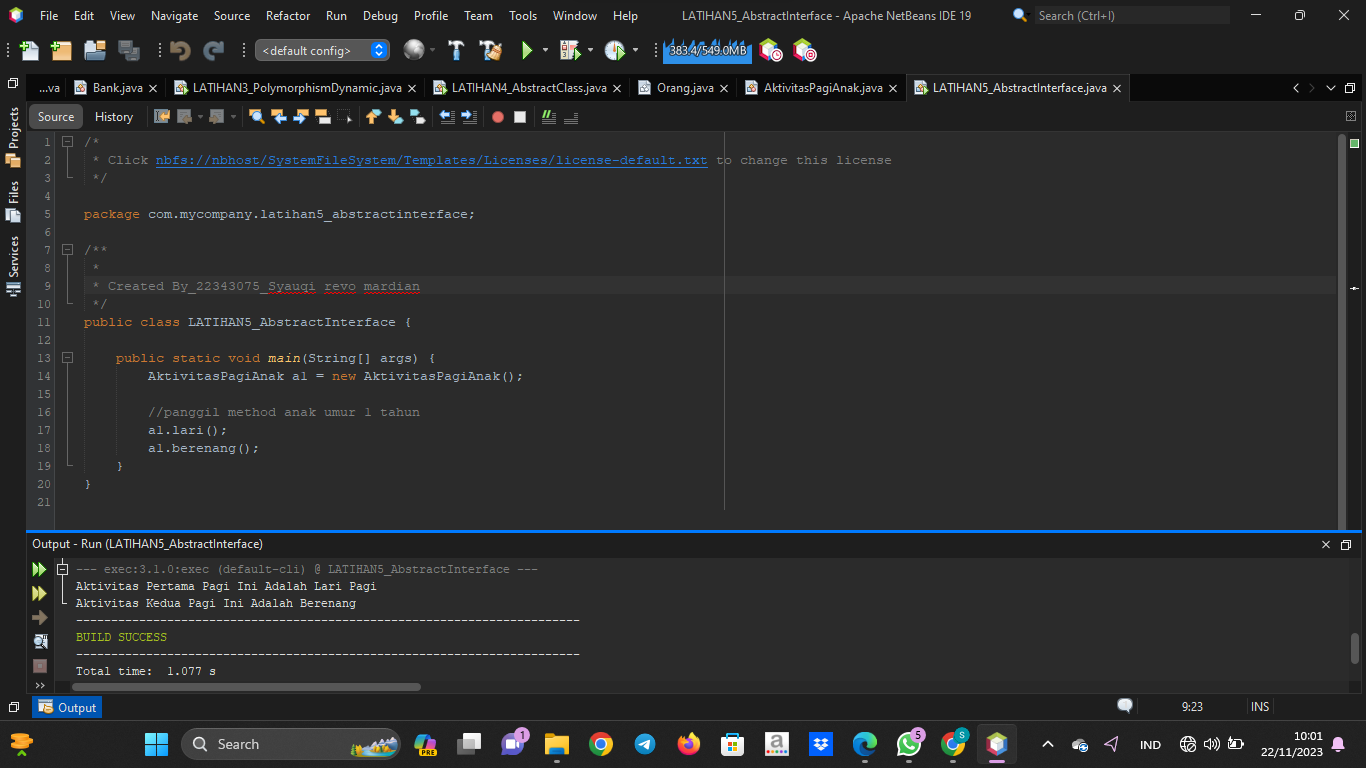 File Edit View Navigate Source Refactor Run Debug Profile Team Tools Window Help LATIHAN5_AbstractInterface - Apache NetBeans IDE 19 Search (Ctrl+I)
<default config> 383.4/549.0MB
...va Bank.java LATIHAN3_PolymorphismDynamic.java LATIHAN4_AbstractClass.java Orang.java AktivitasPagiAnak.java LATIHAN5_AbstractInterface.java
Projects
Files
Services
Source History
1 /*
2 * Click nbfs://nbhost/SystemFileSystem/Templates/Licenses/license-default.txt to change this license
3 */
4
5 package com.mycompany.latihan5_abstractinterface;
6
7 /**
8 *
9 * Created By_22343075_Syauqi revo mardian
10 */
11 public class LATIHAN5_AbstractInterface {
12
13 public static void main(String[] args) {
14 AktivitasPagiAnak al = new AktivitasPagiAnak();
15
16 //panggil method anak umur 1 tahun
17 al.lari();
18 al.berenang();
19 }
20 }
21
Output - Run (LATIHAN5_AbstractInterface)
--- exec:3.1.0:exec (default-cli) @ LATIHAN5_AbstractInterface ---
Aktivitas Pertama Pagi Ini Adalah Lari Pagi
Aktivitas Kedua Pagi Ini Adalah Berenang
------------------------------------------------------------------------
BUILD SUCCESS
------------------------------------------------------------------------
Total time:  1.077 s
Output 9:23 INS
Search PRE 1 a 5 S IND 10:01
22/11/2023